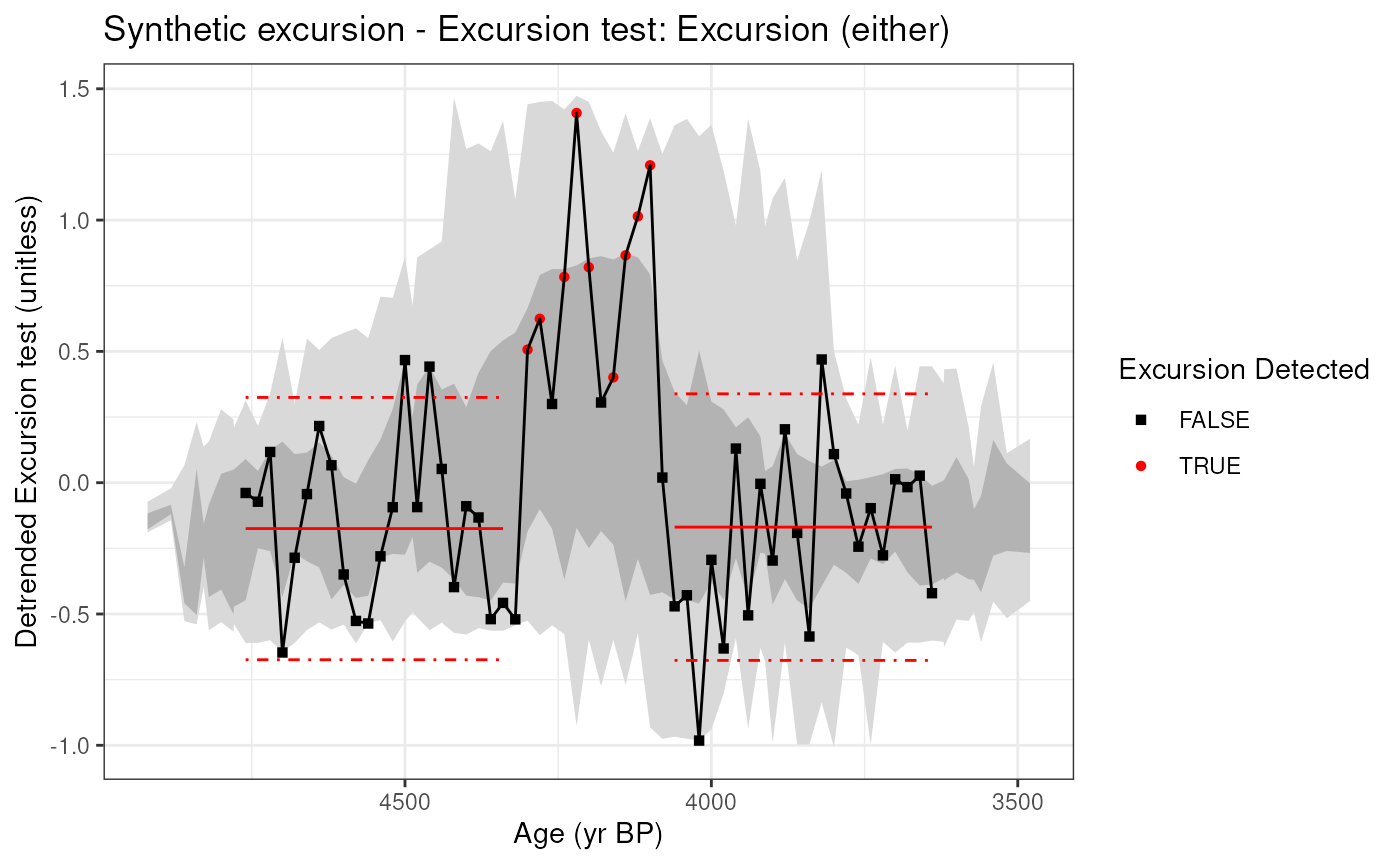 Synthetic excursion - Excursion test: Excursion (either)
Detrended Excursion test (unitless)
1.5
1.0
0.5
0.0
-0.5
-1.0
4500
4000
3500
Age (yr BP)
Excursion Detected
FALSE
TRUE